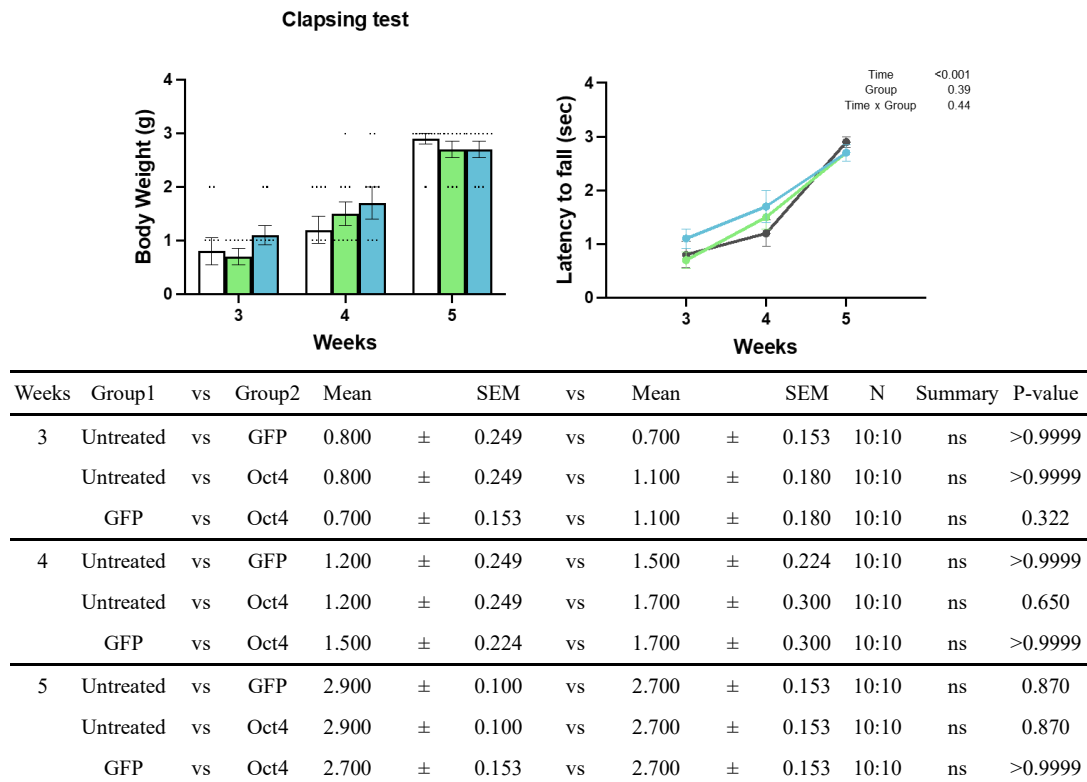 Clapsing test
Body Weight (g)
4
3
2
1
0
3 4 5
Weeks
Latency to fall (sec)
4
3
2
1
0
3 4 5
Weeks
Time <0.001
Group 0.39
Time x Group 0.44
Weeks Group1 vs Group2 Mean SEM vs Mean SEM N Summary P-value
3 Untreated vs GFP 0.800 ± 0.249 vs 0.700 ± 0.153 10:10 ns >0.9999
Untreated vs Oct4 0.800 ± 0.249 vs 1.100 ± 0.180 10:10 ns >0.9999
GFP vs Oct4 0.700 ± 0.153 vs 1.100 ± 0.180 10:10 ns 0.322
4 Untreated vs GFP 1.200 ± 0.249 vs 1.500 ± 0.224 10:10 ns >0.9999
Untreated vs Oct4 1.200 ± 0.249 vs 1.700 ± 0.300 10:10 ns 0.650
GFP vs Oct4 1.500 ± 0.224 vs 1.700 ± 0.300 10:10 ns >0.9999
5 Untreated vs GFP 2.900 ± 0.100 vs 2.700 ± 0.153 10:10 ns 0.870
Untreated vs Oct4 2.900 ± 0.100 vs 2.700 ± 0.153 10:10 ns 0.870
GFP vs Oct4 2.700 ± 0.153 vs 2.700 ± 0.153 10:10 ns >0.9999